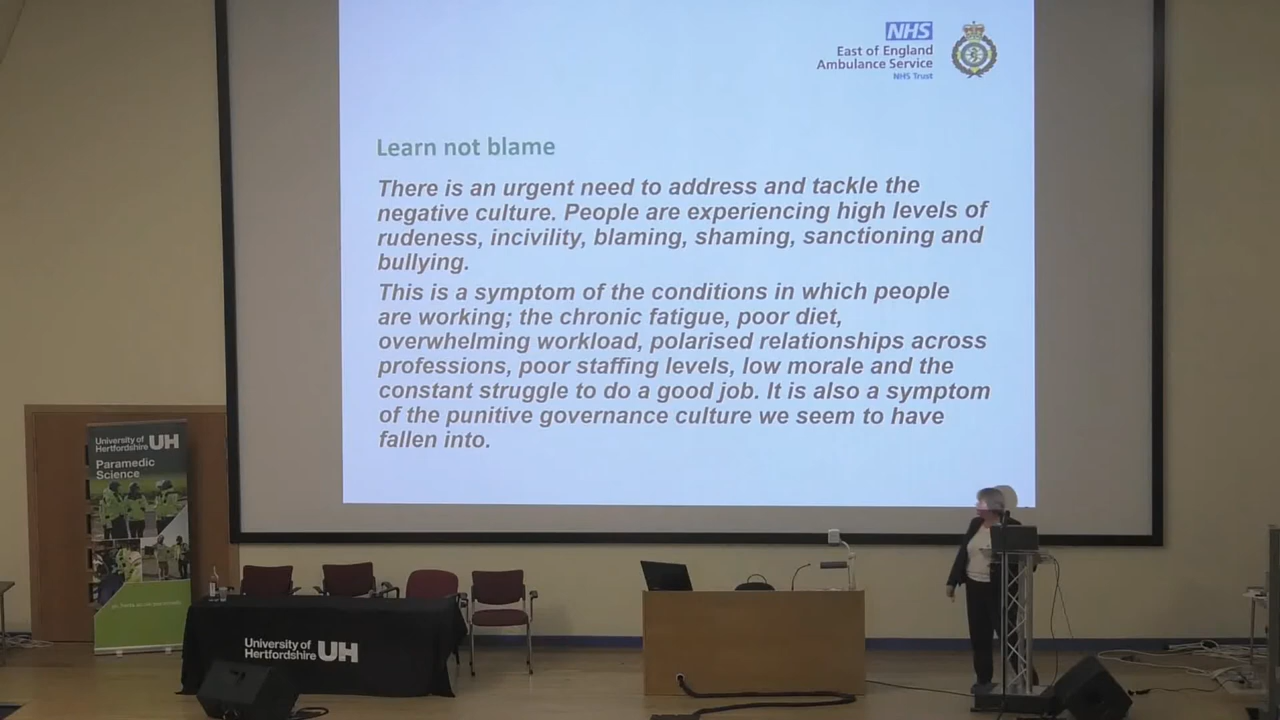 NHS
East of England
Ambulance Service
NHS Trust
Learn not blame
There is an urgent need to address and tackle the
negative culture. People are experiencing high levels of
rudeness, incivility, blaming, shaming, sanctioning and
bullying.
This is a symptom of the conditions in which people
are working; the chronic fatigue, poor diet,
overwhelming workload, polarised relationships across
professions, poor staffing levels, low morale and the
constant struggle to do a good job. It is also a symptom
of the punitive governance culture we seem to have
fallen into.
University of
Hertfordshire UH
Paramedic
Science
University of
Hertfordshire UH